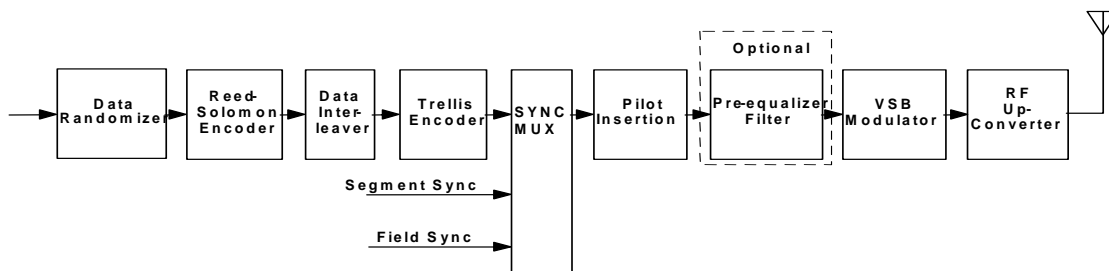 Optional
Data
Randomizer
Reed-
Solomon
Encoder
Data
Inter-
leaver
Trellis
Encoder
SYNC
MUX
Pilot
Insertion
Pre-equalizer
Filter
VSB
Modulator
RF
Up-
Converter
Segment Sync
Field Sync